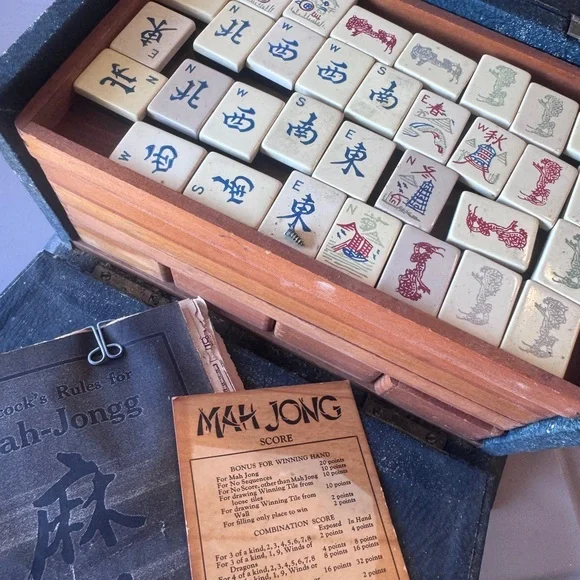 N 北 W 西 W 西 S 南 E 春 W 秋
北 N N 北 W 西 S 南 E 東 N
W 西 S 南 E 東 N
cock's Rules for
ah-Jongg
麻
MAH JONG
SCORE
BONUS FOR WINNING HAND
For Mah Jong 20 points
For No Sequences 10 points
For No Score, other than Mah Jong 10 points
For drawing Winning Tile from
loose tiles 10 points
For drawing Winning Tile from
Wall 2 points
For filling only place to win 2 points
COMBINATION SCORE
Exposed In Hand
For 3 of a kind, 2, 3, 4, 5, 6, 7, 8 2 points 4 points
For 3 of a kind, 1, 9, Winds or
Dragons 4 points 8 points
For 4 of a kind, 2, 3, 4, 5, 6, 7, 8 8 points 16 points
a kind, 1, 9, Winds or
16 points 32 points
2 points